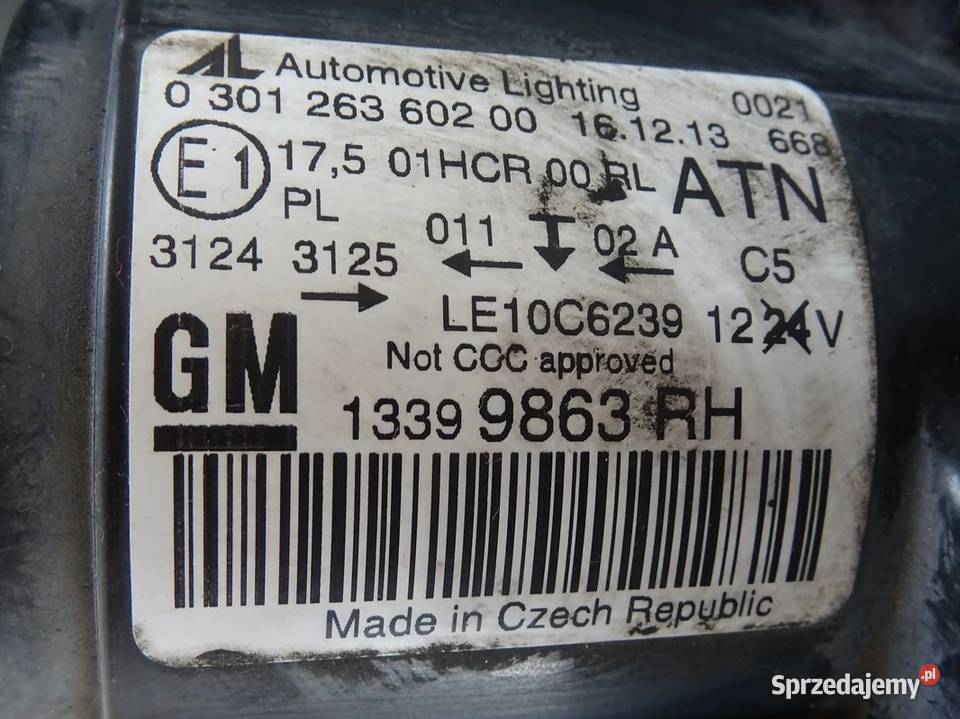 AL Automotive Lighting 0021
0 301 263 602 00 16.12.13 668
E1 17,5 01HCR 00 RL ATN
PL
3124 3125 011 02 A C5
LE10C6239 12 24 V
Not CCC approved
GM
1339 9863 RH
Made in Czech Republic
Sprzedajemy.pl